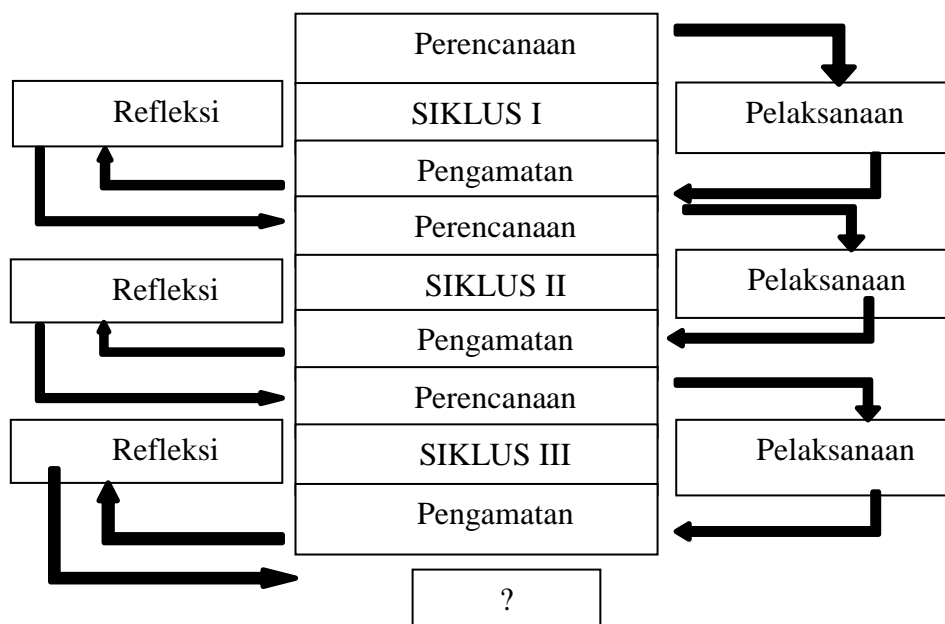 Perencanaan
Refleksi
SIKLUS I
Pelaksanaan
Pengamatan
Perencanaan
Refleksi
SIKLUS II
Pelaksanaan
Pengamatan
Perencanaan
Refleksi
SIKLUS III
Pelaksanaan
Pengamatan
?